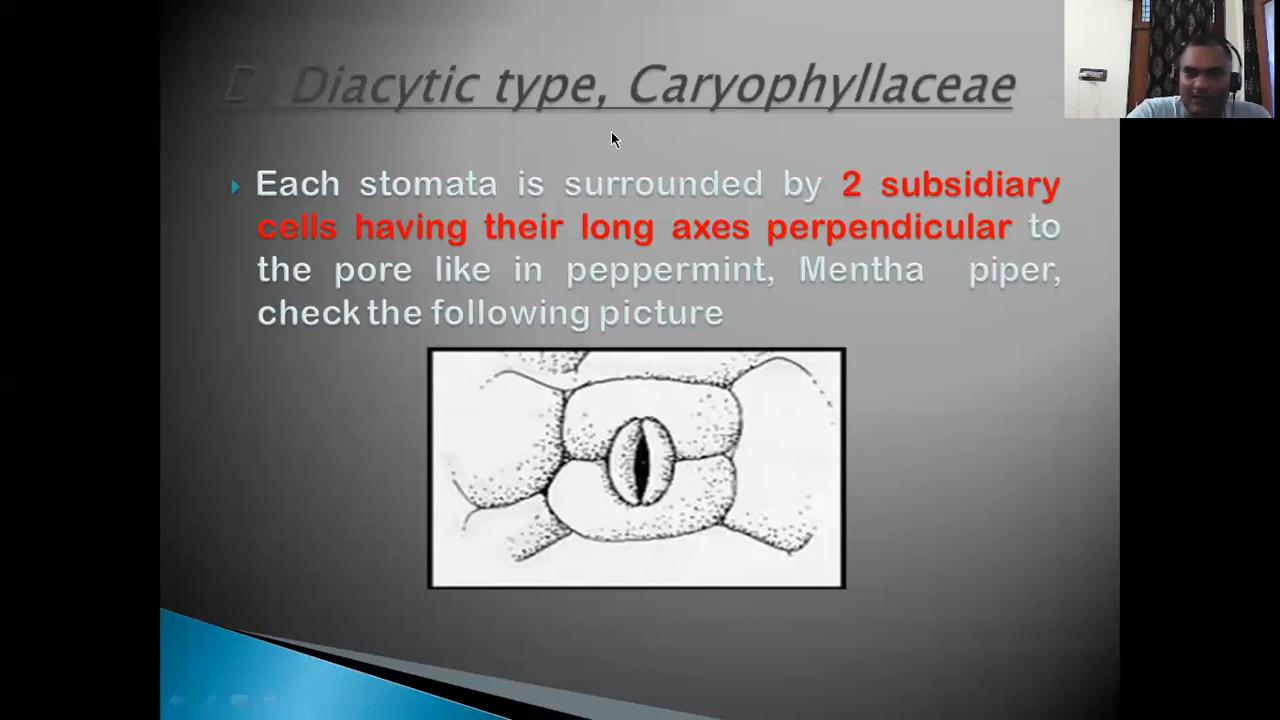 D) Diacytic type, Caryophyllaceae
Each stomata is surrounded by 2 subsidiary
cells having their long axes perpendicular to
the pore like in peppermint, Mentha piper,
check the following picture